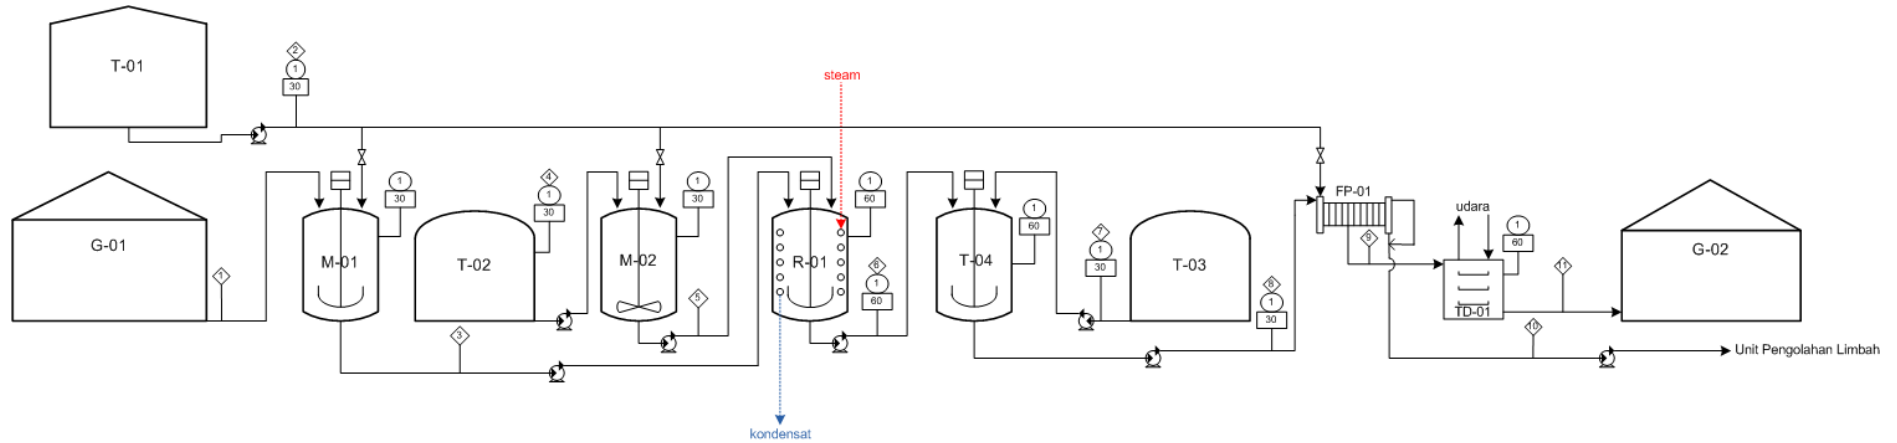 T-01
2
1
30
steam
G-01
1
1
30
M-01
4
1
30
T-02
1
30
M-02
1
60
R-01
6
1
60
1
60
T-04
7
1
30
T-03
8
1
30
FP-01
9
udara
1
60
TD-01
11
G-02
3
5
10
Unit Pengolahan Limbah
kondensat